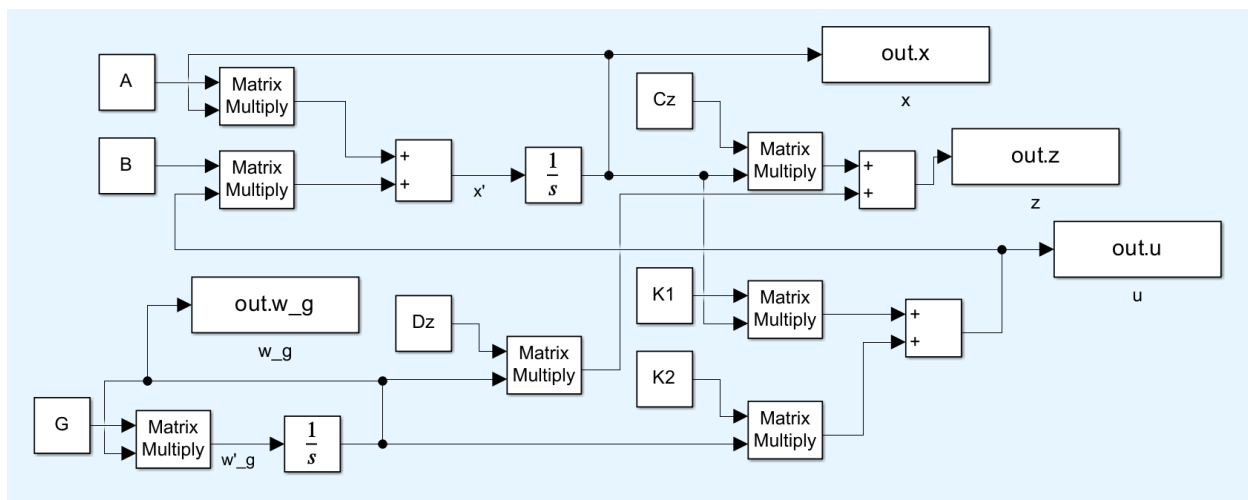 A
Matrix
Multiply
out.x
x
Cz
B
Matrix
Multiply
+
+
x'
1
s
Matrix
Multiply
+
+
out.z
z
out.u
u
out.w_g
w_g
Dz
Matrix
Multiply
K1
Matrix
Multiply
+
+
K2
Matrix
Multiply
G
Matrix
Multiply
w'_g
1
s